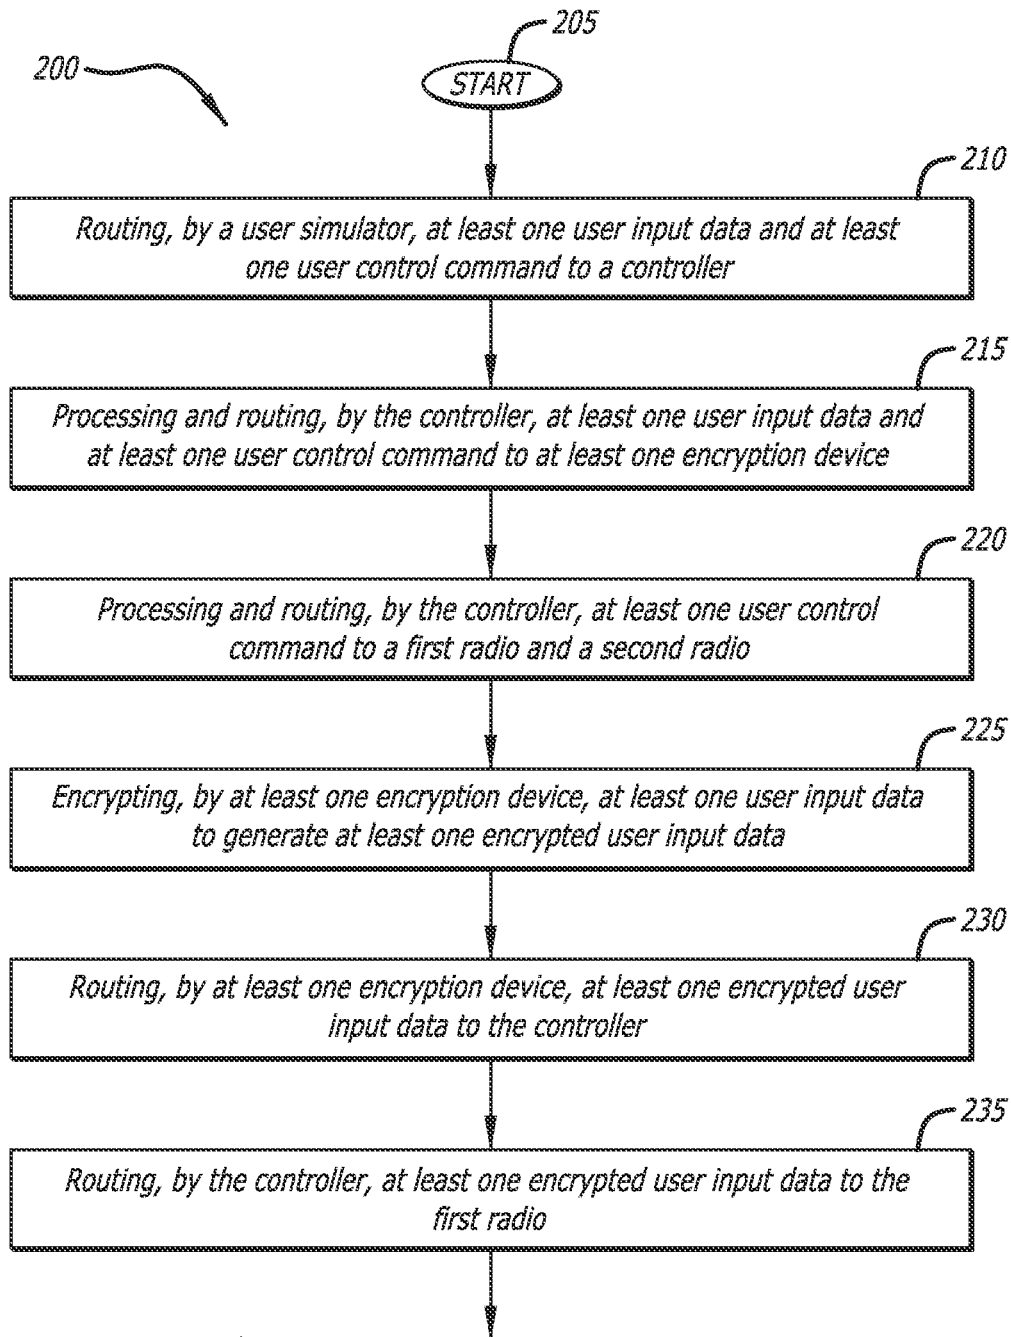 205
200
START
210
Routing, by a user simulator, at least one user input data and at least
one user control command to a controller
215
Processing and routing, by the controller, at least one user input data and
at least one user control command to at least one encryption device
220
Processing and routing, by the controller, at least one user control
command to a first radio and a second radio
225
Encrypting, by at least one encryption device, at least one user input data
to generate at least one encrypted user input data
230
Routing, by at least one encryption device, at least one encrypted user
input data to the controller
235
Routing, by the controller, at least one encrypted user input data to the
first radio